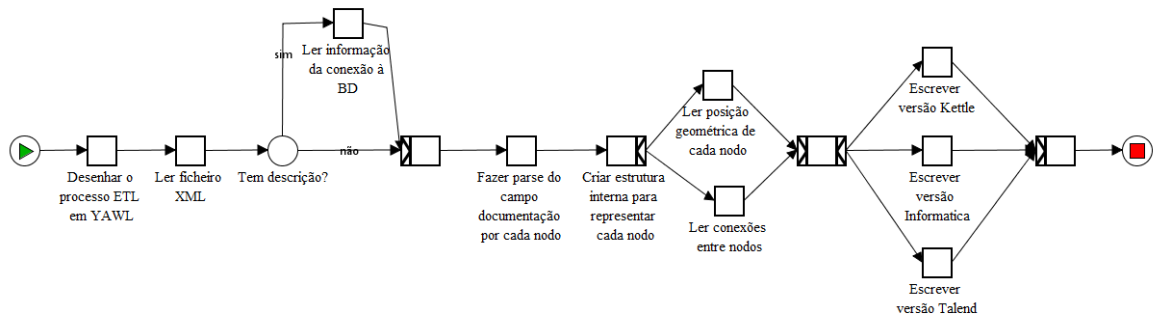 sim
Ler informação
da conexão à
BD
não
Desenhar o
processo ETL
em YAWL
Ler ficheiro
XML
Tem descrição?
Fazer parse do
campo
documentação
por cada nodo
Criar estrutura
interna para
representar
cada nodo
Ler posição
geométrica de
cada nodo
Ler conexões
entre nodos
Escrever
versão Kettle
Escrever
versão
Informatica
Escrever
versão Talend